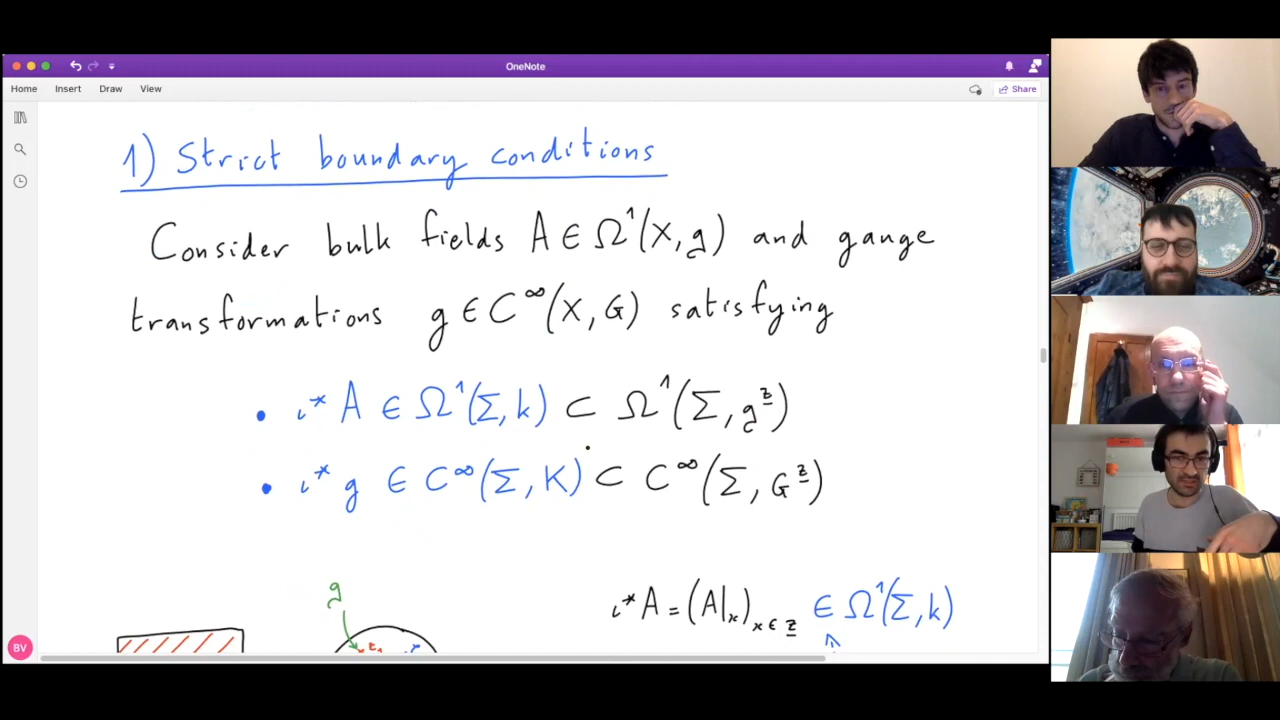 OneNote
Home Insert Draw View Share
1) Strict boundary conditions
Consider bulk fields A ∈ Ω¹(X, g) and gauge
transformations g ∈ C^∞(X, G) satisfying
• ι* A ∈ Ω¹(Σ, k) ⊂ Ω¹(Σ, g^z)
• ι* g ∈ C^∞(Σ, K) ⊂ C^∞(Σ, G^z)
g
ι*A = (A|_x)_{x ∈ z} ∈ Ω¹(Σ, k)
BV